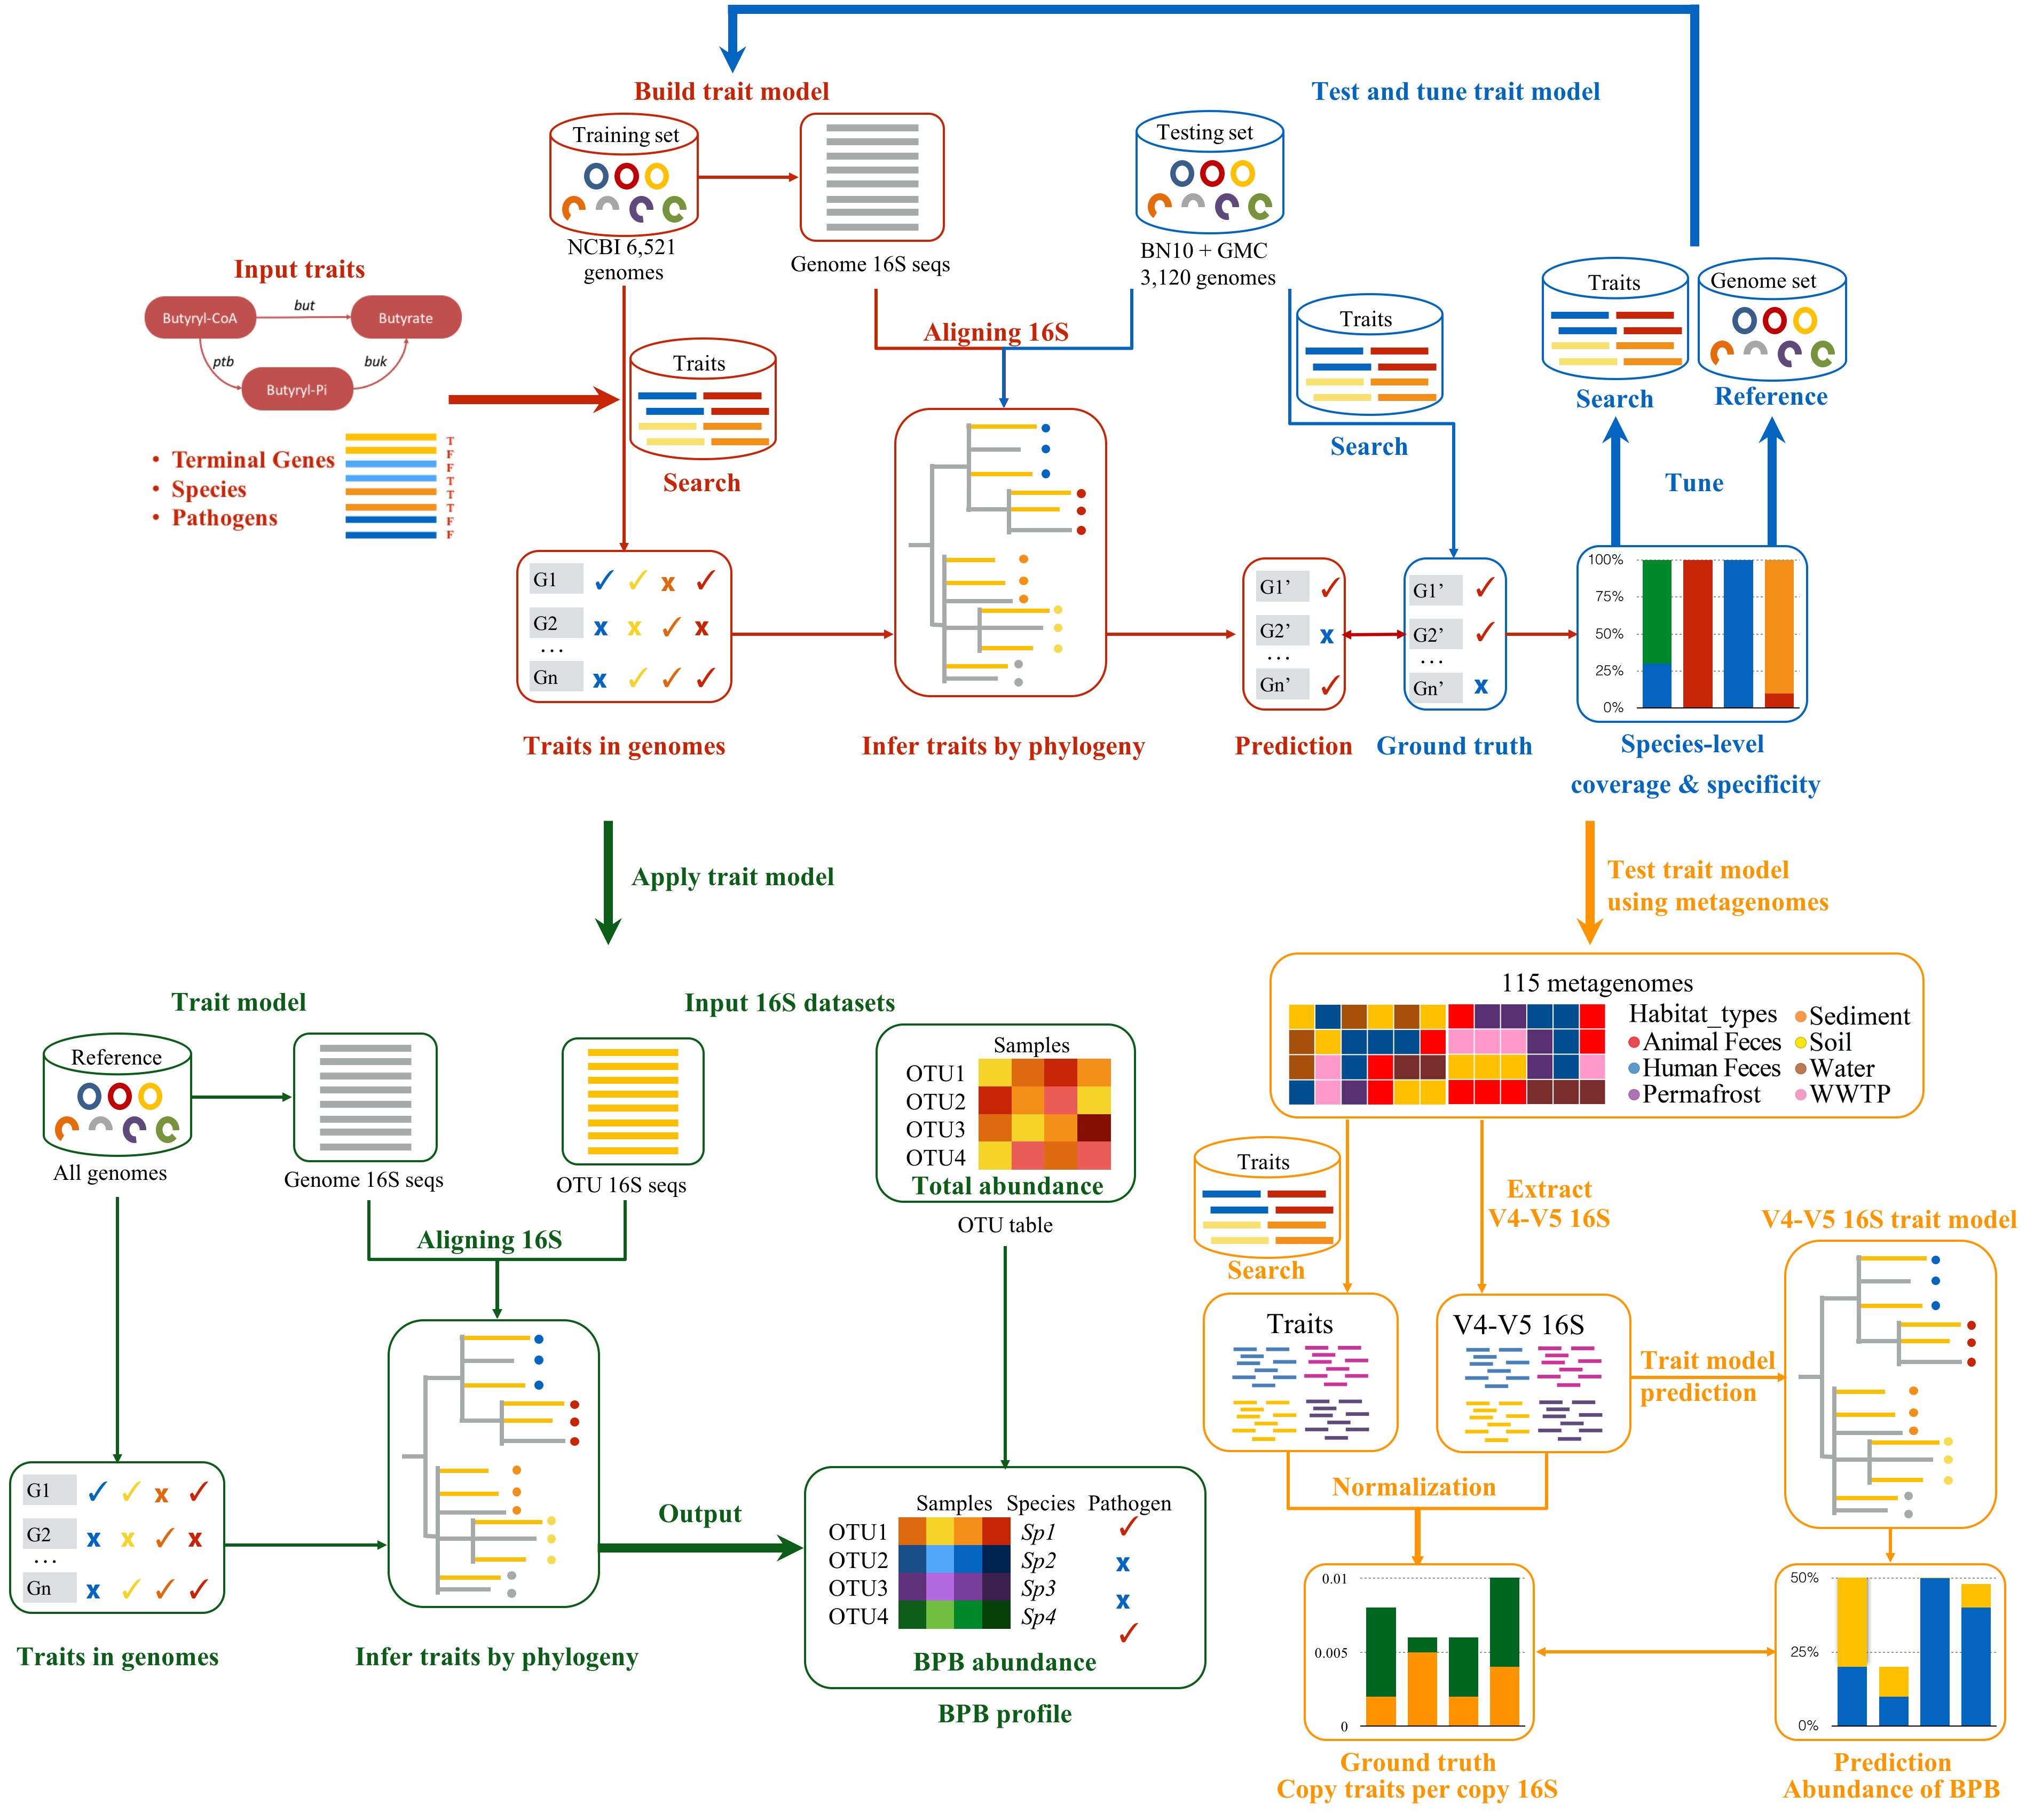 Build trait model
Test and tune trait model
Training set
NCBI 6,521
genomes
Genome 16S seqs
Testing set
BN10 + GMC
3,120 genomes
Input traits
Butyryl-CoA
but
Butyrate
ptb
buk
Butyryl-Pi
• Terminal Genes
• Species
• Pathogens
T
F
F
T
T
T
F
F
Traits
Search
Aligning 16S
Traits
Search
Traits
Search
Genome set
Reference
Tune
G1
G2
...
Gn
Traits in genomes
Infer traits by phylogeny
G1’
G2’
...
Gn’
Prediction
G1’
G2’
...
Gn’
Ground truth
100%
75%
50%
25%
0%
Species-level
coverage & specificity
Apply trait model
Test trait model
using metagenomes
Trait model
Input 16S datasets
Reference
All genomes
Genome 16S seqs
OTU 16S seqs
Samples
OTU1
OTU2
OTU3
OTU4
Total abundance
OTU table
Aligning 16S
G1
G2
...
Gn
Traits in genomes
Infer traits by phylogeny
Output
Samples Species Pathogen
OTU1 Sp1
OTU2 Sp2
OTU3 Sp3
OTU4 Sp4
BPB abundance
BPB profile
115 metagenomes
Habitat_types
Animal Feces
Human Feces
Permafrost
Sediment
Soil
Water
WWTP
Traits
Search
Extract
V4-V5 16S
V4-V5 16S trait model
Traits
V4-V5 16S
Trait model
prediction
Normalization
0.01
0.005
0
Ground truth
Copy traits per copy 16S
50%
25%
0%
Prediction
Abundance of BPB